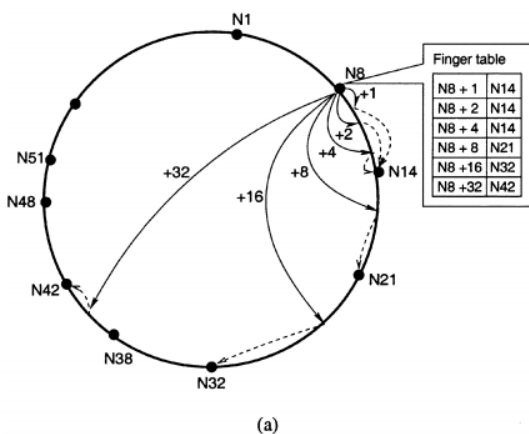 N1
N8
Finger table
N8 + 1 N14
N8 + 2 N14
N8 + 4 N14
N8 + 8 N21
N8 +16 N32
N8 +32 N42
+1
+2
+4
+8
+16
+32
N51
N14
N48
N42
N21
N38
N32
(a)